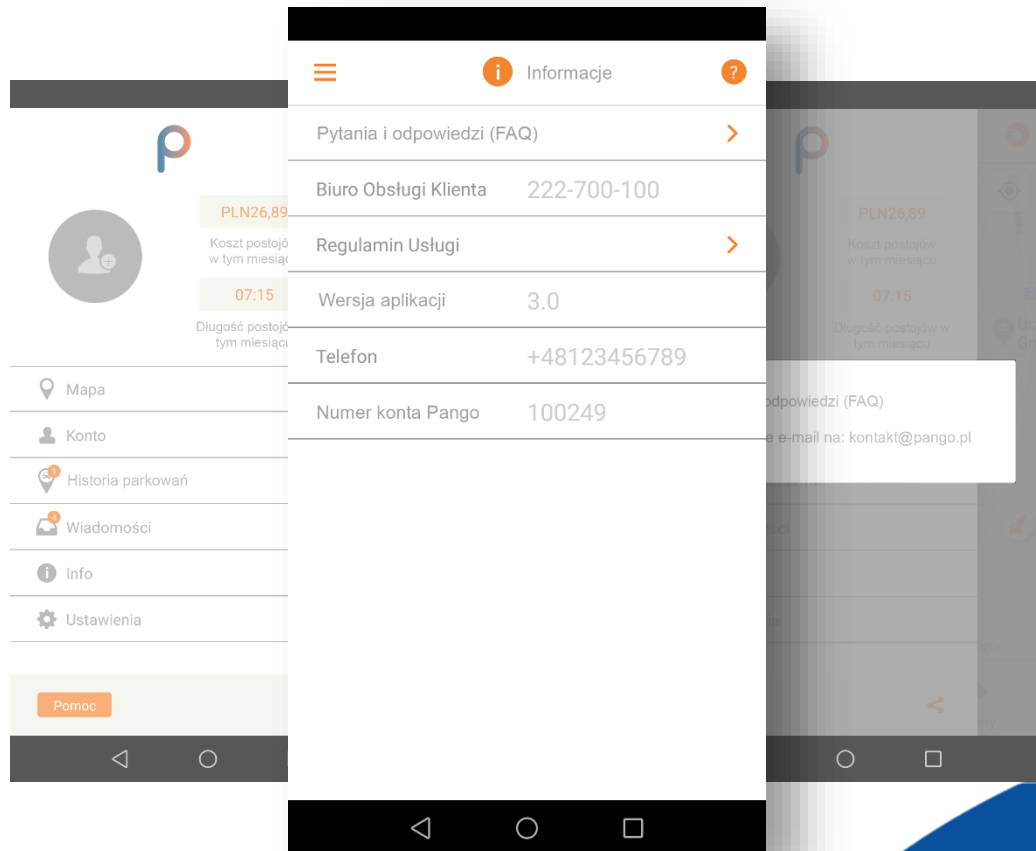 Informacje
Pytania i odpowiedzi (FAQ)
Biuro Obsługi Klienta 222-700-100
Regulamin Usługi
Wersja aplikacji 3.0
Telefon +48123456789
Numer konta Pango 100249
PLN26,89
Koszt postojó
w tym miesiąc
07:15
Długość postojó
tym miesiąc
Mapa
Konto
1
Historia parkowań
4
Wiadomości
Info
Ustawienia
Pomoc
PLN26,89
Koszt postojów
w tym miesiącu
07:15
Długość postojów w
tym miesiącu
odpowiedzi (FAQ)
e e-mail na: kontakt@pango.pl